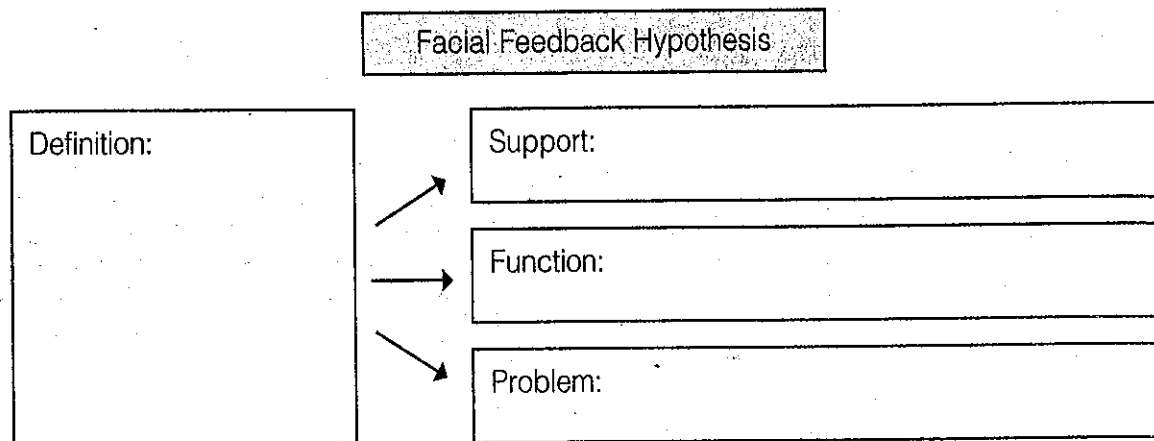 Facial Feedback Hypothesis
Definition:
Support:
Function:
Problem: